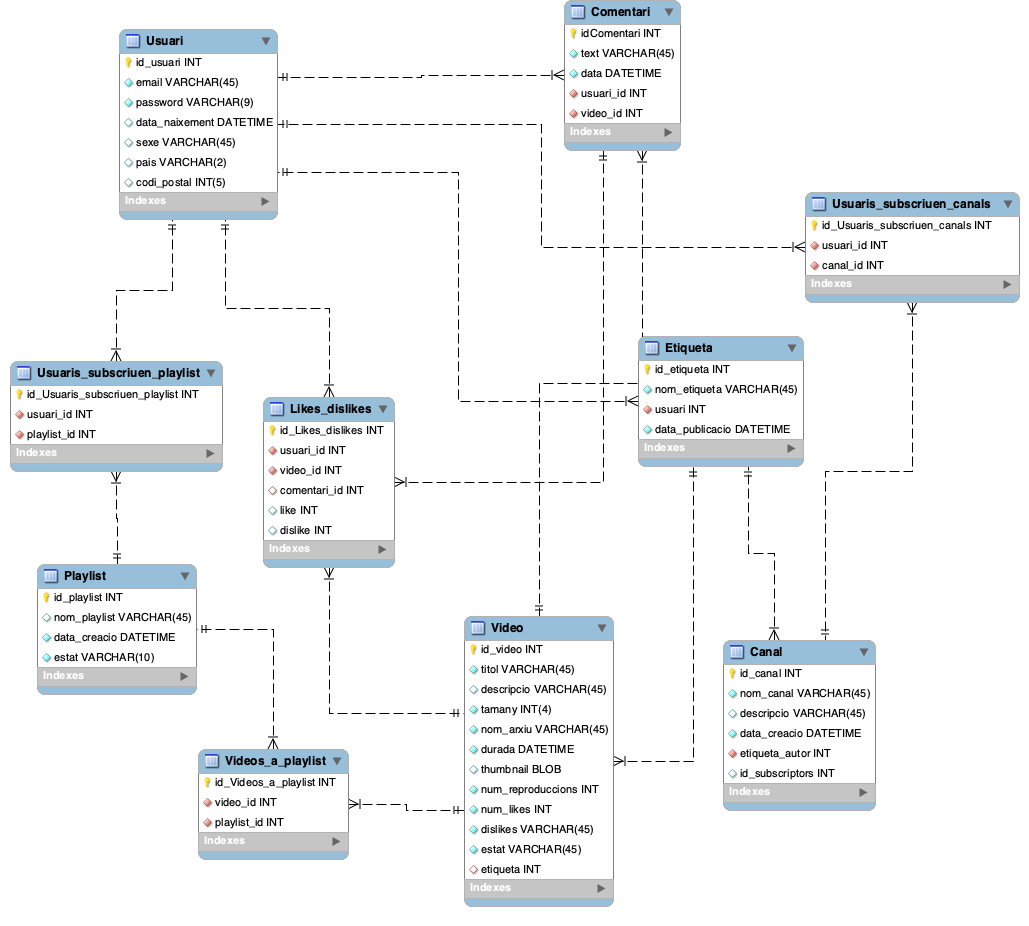 Usuari
id_usuari INT
email VARCHAR(45)
password VARCHAR(9)
data_naixement DATETIME
sexe VARCHAR(45)
pais VARCHAR(2)
codi_postal INT(5)
Indexes
Comentari
idComentari INT
text VARCHAR(45)
data DATETIME
usuari_id INT
video_id INT
Indexes
Usuaris_subscriuen_canals
id_Usuaris_subscriuen_canals INT
usuari_id INT
canal_id INT
Indexes
Usuaris_subscriuen_playlist
id_Usuaris_subscriuen_playlist INT
usuari_id INT
playlist_id INT
Indexes
Likes_dislikes
id_Likes_dislikes INT
usuari_id INT
video_id INT
comentari_id INT
like INT
dislike INT
Indexes
Etiqueta
id_etiqueta INT
nom_etiqueta VARCHAR(45)
usuari INT
data_publicacio DATETIME
Indexes
Playlist
id_playlist INT
nom_playlist VARCHAR(45)
data_creacio DATETIME
estat VARCHAR(10)
Indexes
Video
id_video INT
titol VARCHAR(45)
descripcio VARCHAR(45)
tamany INT(4)
nom_arxiu VARCHAR(45)
durada DATETIME
thumbnail BLOB
num_reproduccions INT
num_likes INT
dislikes VARCHAR(45)
estat VARCHAR(45)
etiqueta INT
Indexes
Canal
id_canal INT
nom_canal VARCHAR(45)
descripcio VARCHAR(45)
data_creacio DATETIME
etiqueta_autor INT
id_subscriptors INT
Indexes
Videos_a_playlist
id_Videos_a_playlist INT
video_id INT
playlist_id INT
Indexes